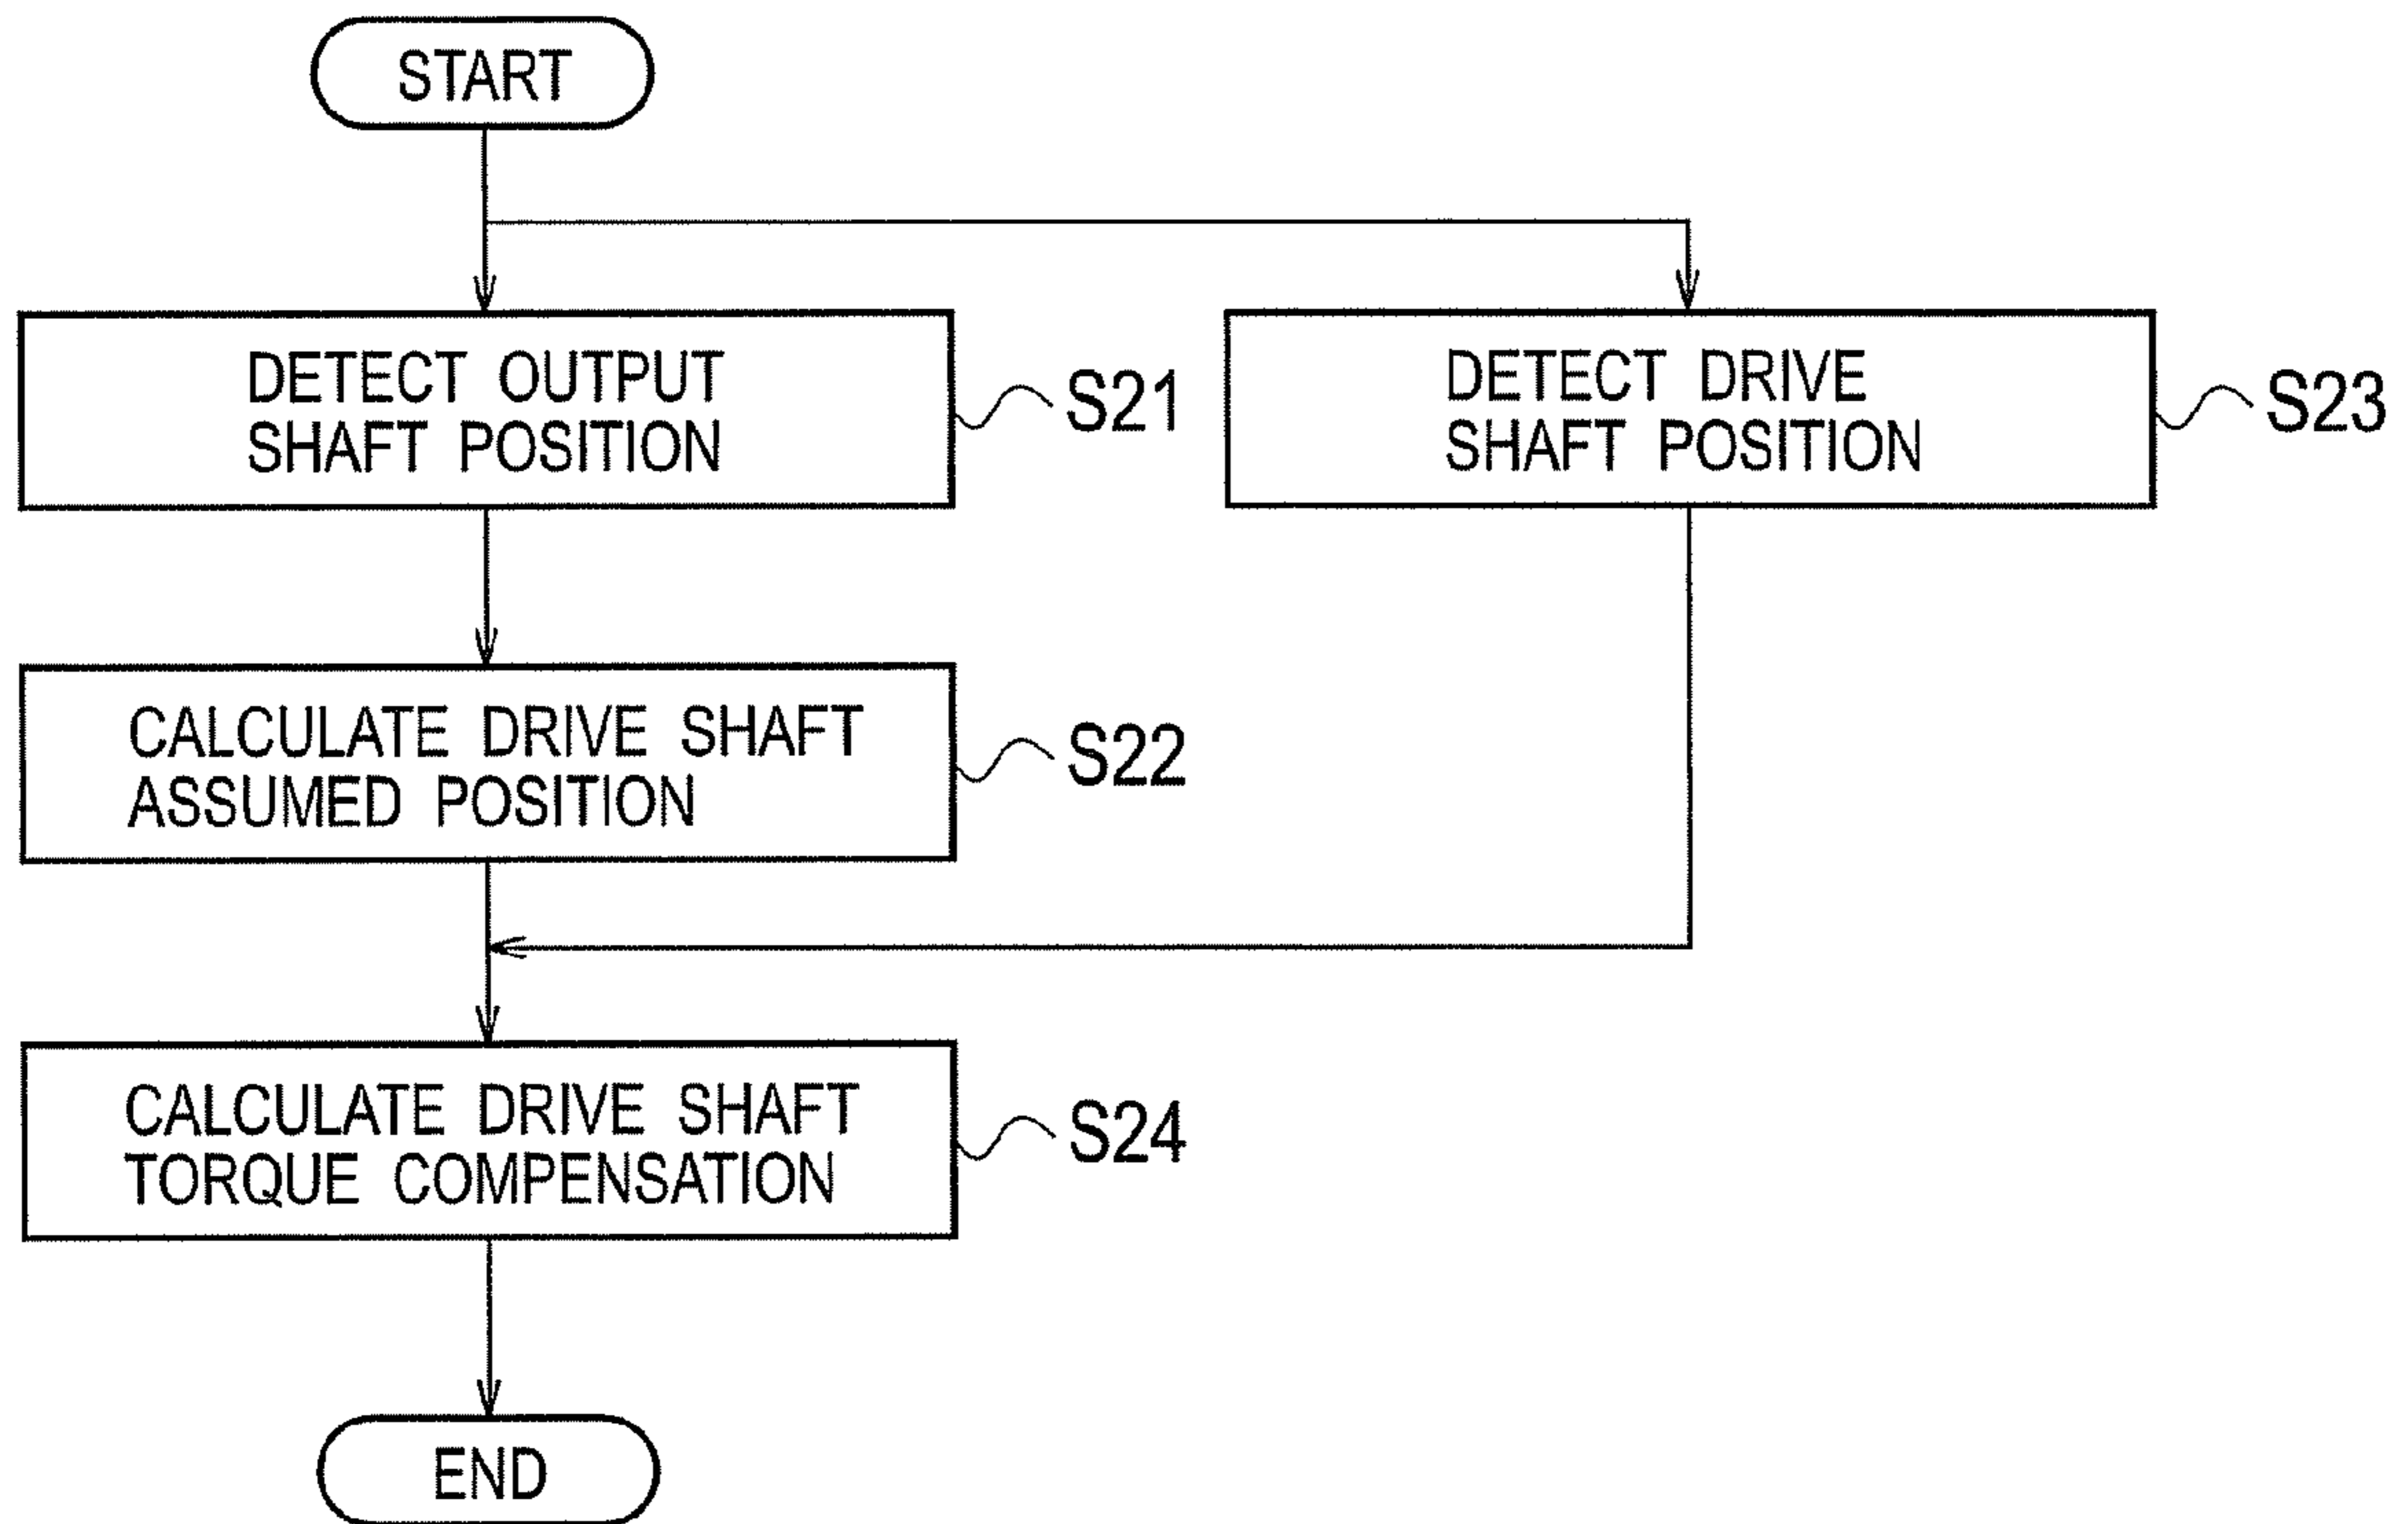 START
DETECT OUTPUT
SHAFT POSITION
S21
DETECT DRIVE
SHAFT POSITION
S23
CALCULATE DRIVE SHAFT
ASSUMED POSITION
S22
CALCULATE DRIVE SHAFT
TORQUE COMPENSATION
S24
END